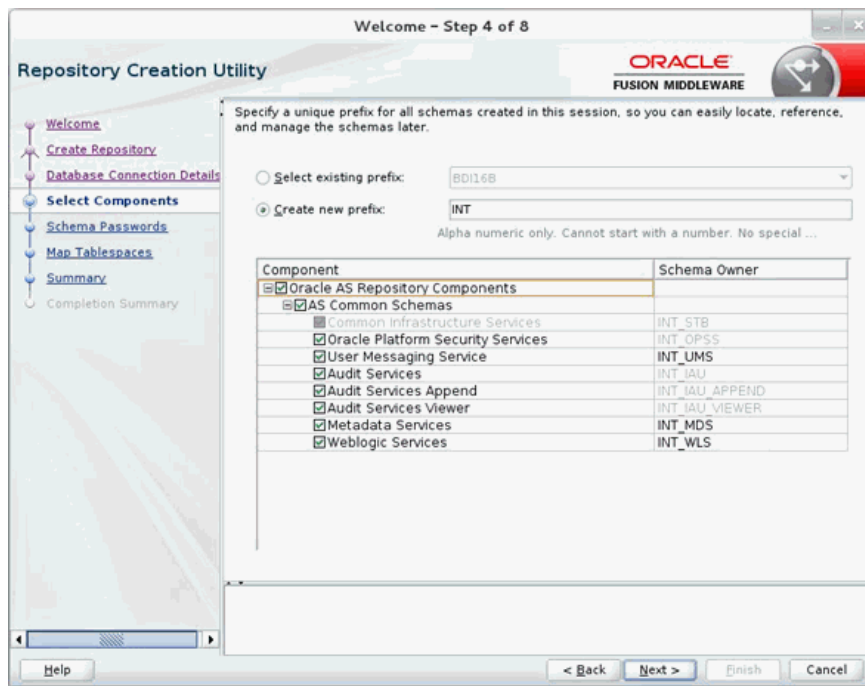 Welcome - Step 4 of 8
Repository Creation Utility
ORACLE
FUSION MIDDLEWARE
Welcome
Create Repository
Database Connection Details
Select Components
Schema Passwords
Map Tablespaces
Summary
Completion Summary
Specify a unique prefix for all schemas created in this session, so you can easily locate, reference,
and manage the schemas later.
Select existing prefix: BDI16B
Create new prefix: INT
Alpha numeric only. Cannot start with a number. No special ...
Component Schema Owner
Oracle AS Repository Components
AS Common Schemas
Common Infrastructure Services INT_STB
Oracle Platform Security Services INT_OPSS
User Messaging Service INT_UMS
Audit Services INT_IAU
Audit Services Append INT_IAU_APPEND
Audit Services Viewer INT_IAU_VIEWER
Metadata Services INT_MDS
Weblogic Services INT_WLS
Help < Back Next > Finish Cancel